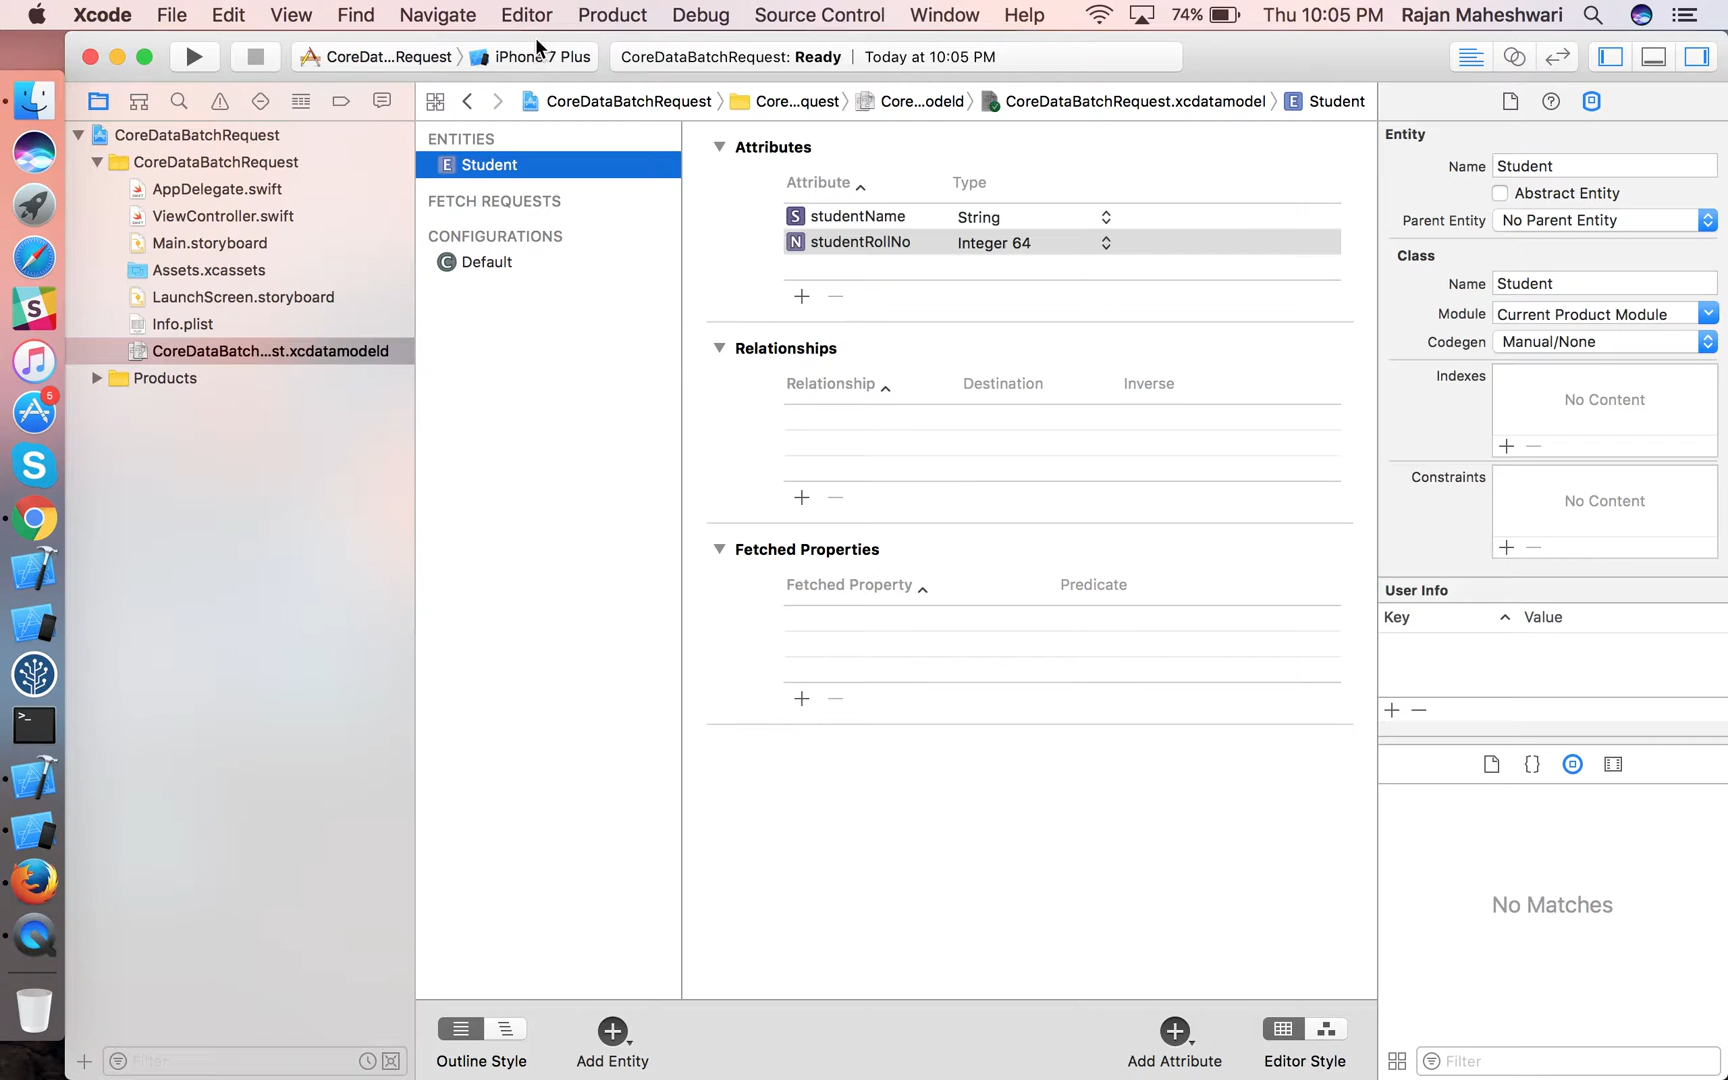 Xcode File Edit View Find Navigate Editor Product Debug Source Control Window Help 74% Thu 10:05 PM Rajan Maheshwari
CoreDat...Request iPhone 7 Plus CoreDataBatchRequest: Ready Today at 10:05 PM
CoreDataBatchRequest Core...quest Core...odeld CoreDataBatchRequest.xcdatamodel Student
CoreDataBatchRequest
CoreDataBatchRequest
AppDelegate.swift
ViewController.swift
Main.storyboard
Assets.xcassets
LaunchScreen.storyboard
Info.plist
CoreDataBatch...st.xcdatamodeld
Products
Filter
5
S
>_
ENTITIES
E Student
FETCH REQUESTS
CONFIGURATIONS
C Default
Attributes
Attribute Type
S studentName String
N studentRollNo Integer 64
Relationships
Relationship Destination Inverse
Fetched Properties
Fetched Property Predicate
Outline Style Add Entity Add Attribute Editor Style
Entity
Name Student
Abstract Entity
Parent Entity No Parent Entity
Class
Name Student
Module Current Product Module
Codegen Manual/None
Indexes No Content
Constraints No Content
User Info
Key Value
{}
No Matches
Filter